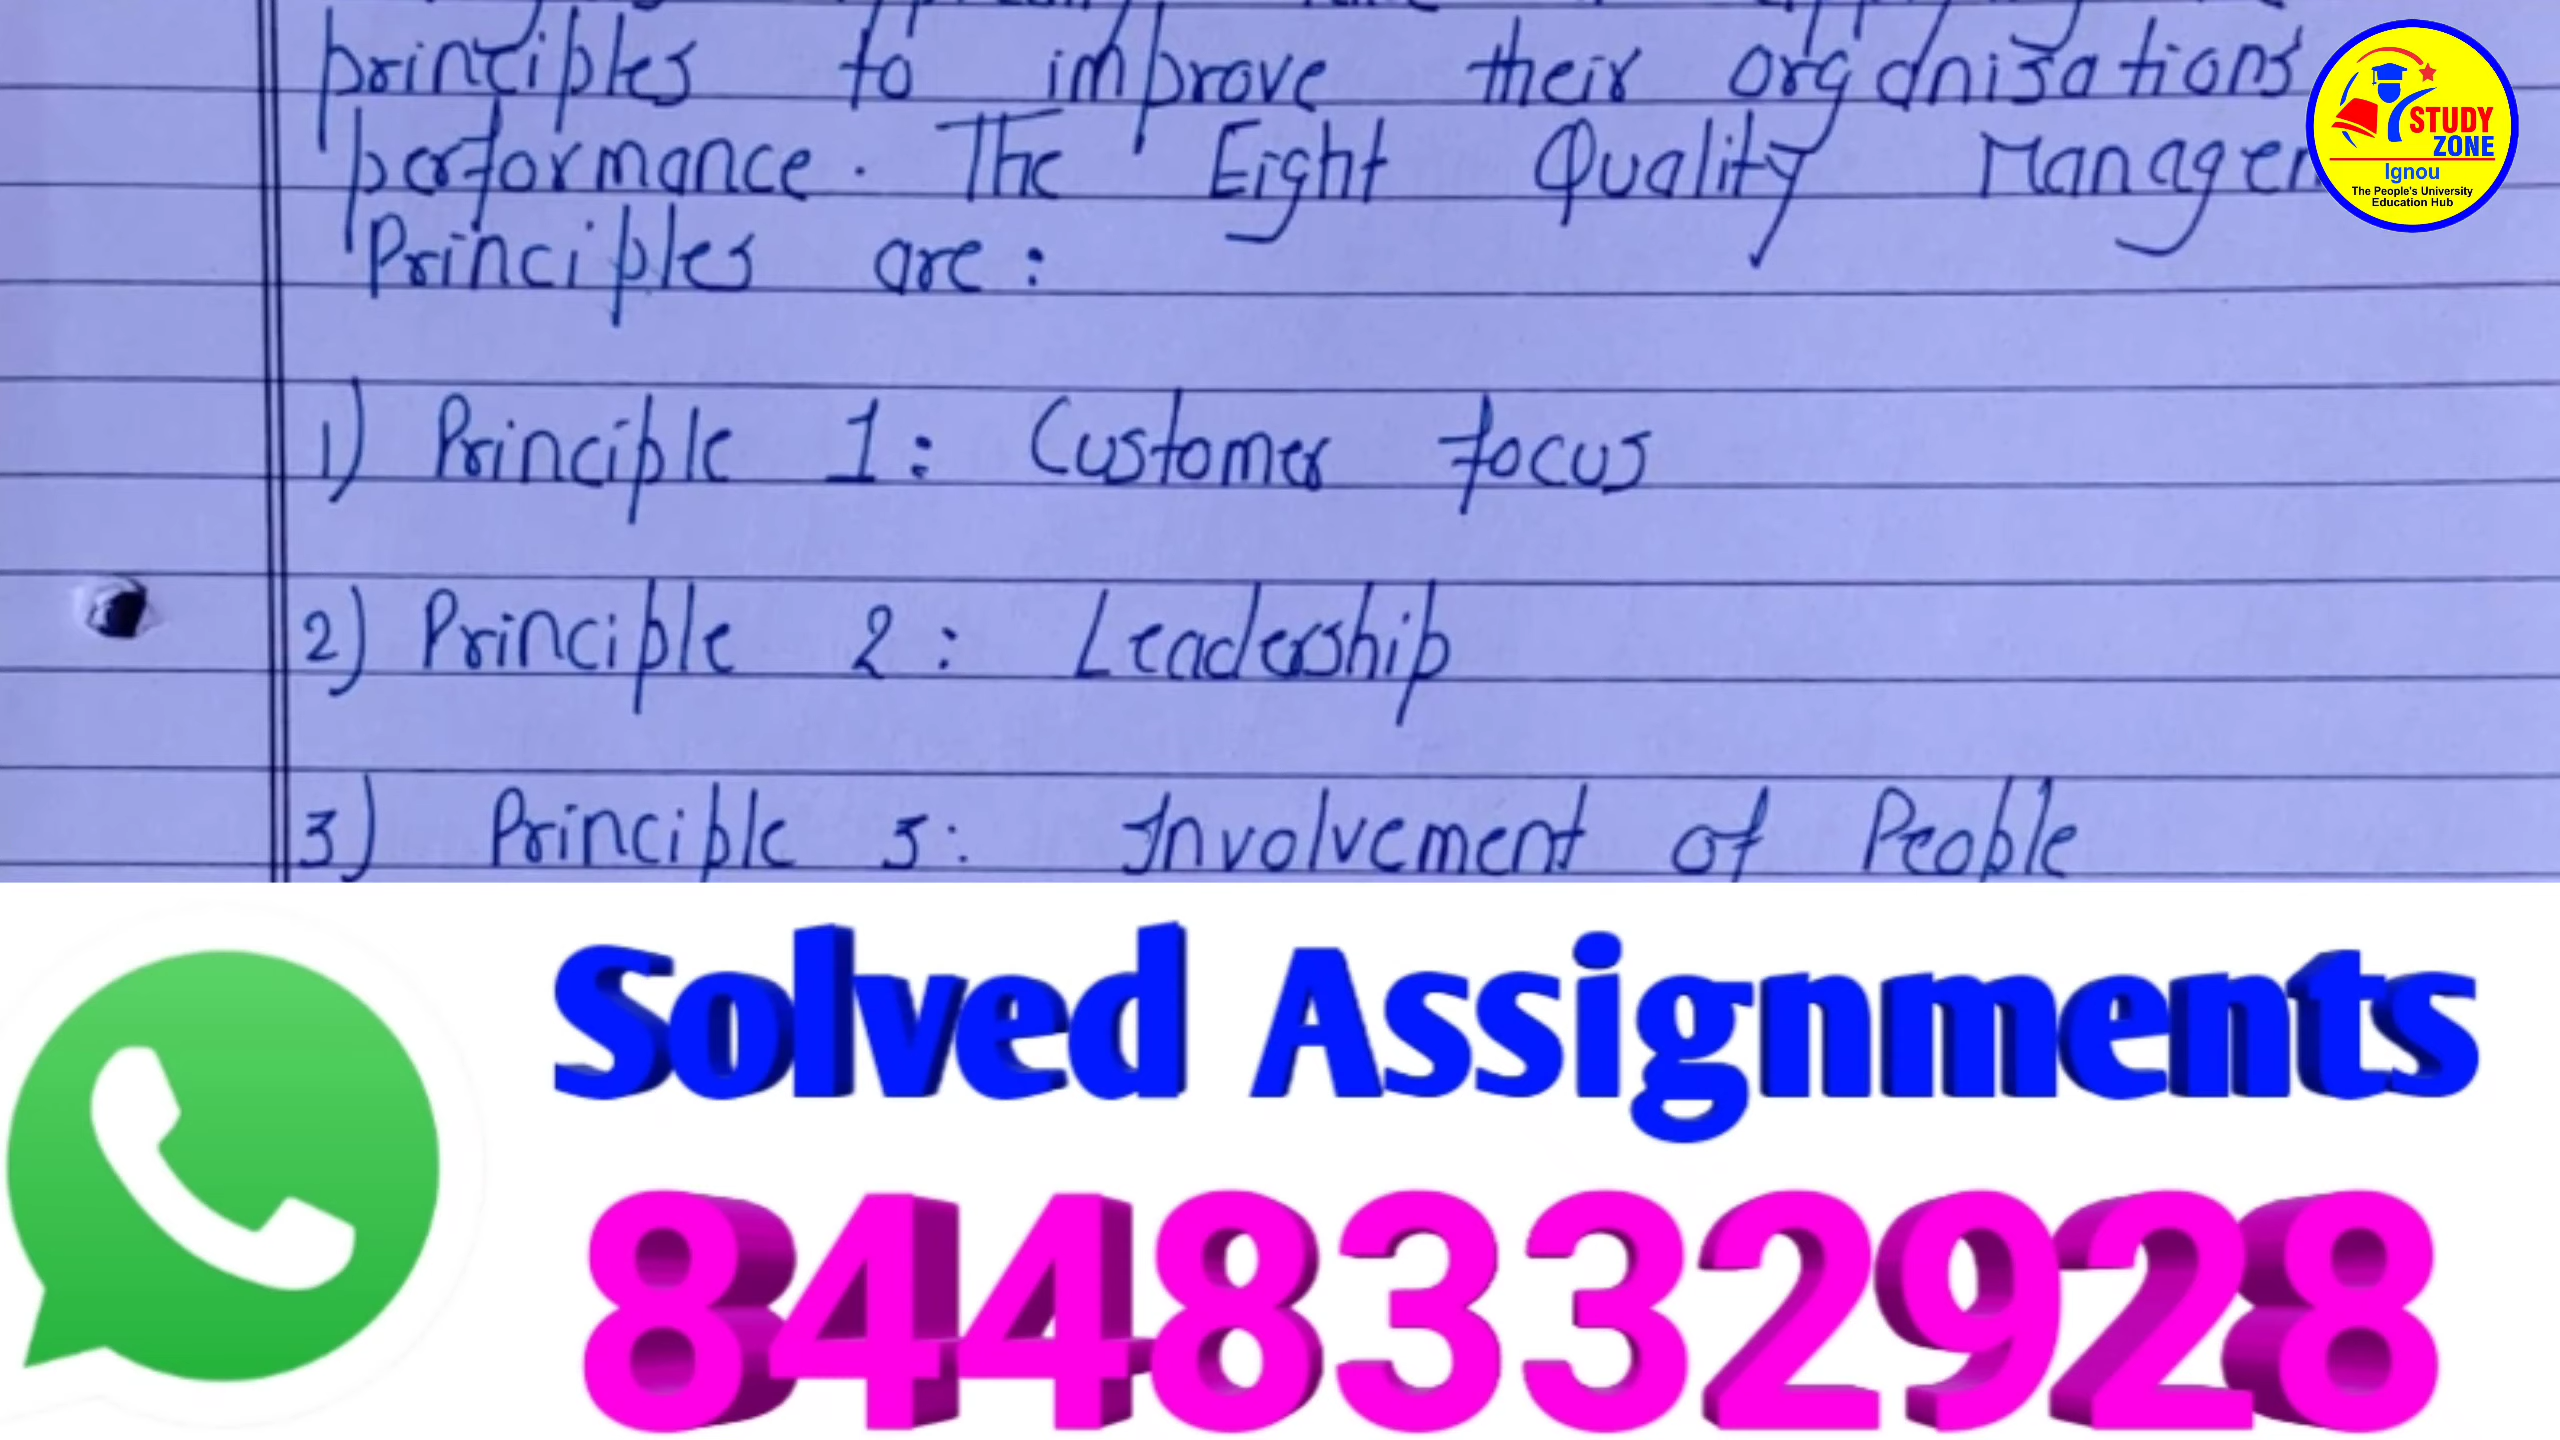 principles to improve their organisations
performance. The Eight Quality Managem
Principles are:
1) Principle 1: Customer focus
2) Principle 2: Leadership
3) Principle 3: Involvement of People
STUDY
ZONE
Ignou
The People's University
Education Hub
Solved Assignments
8448332928